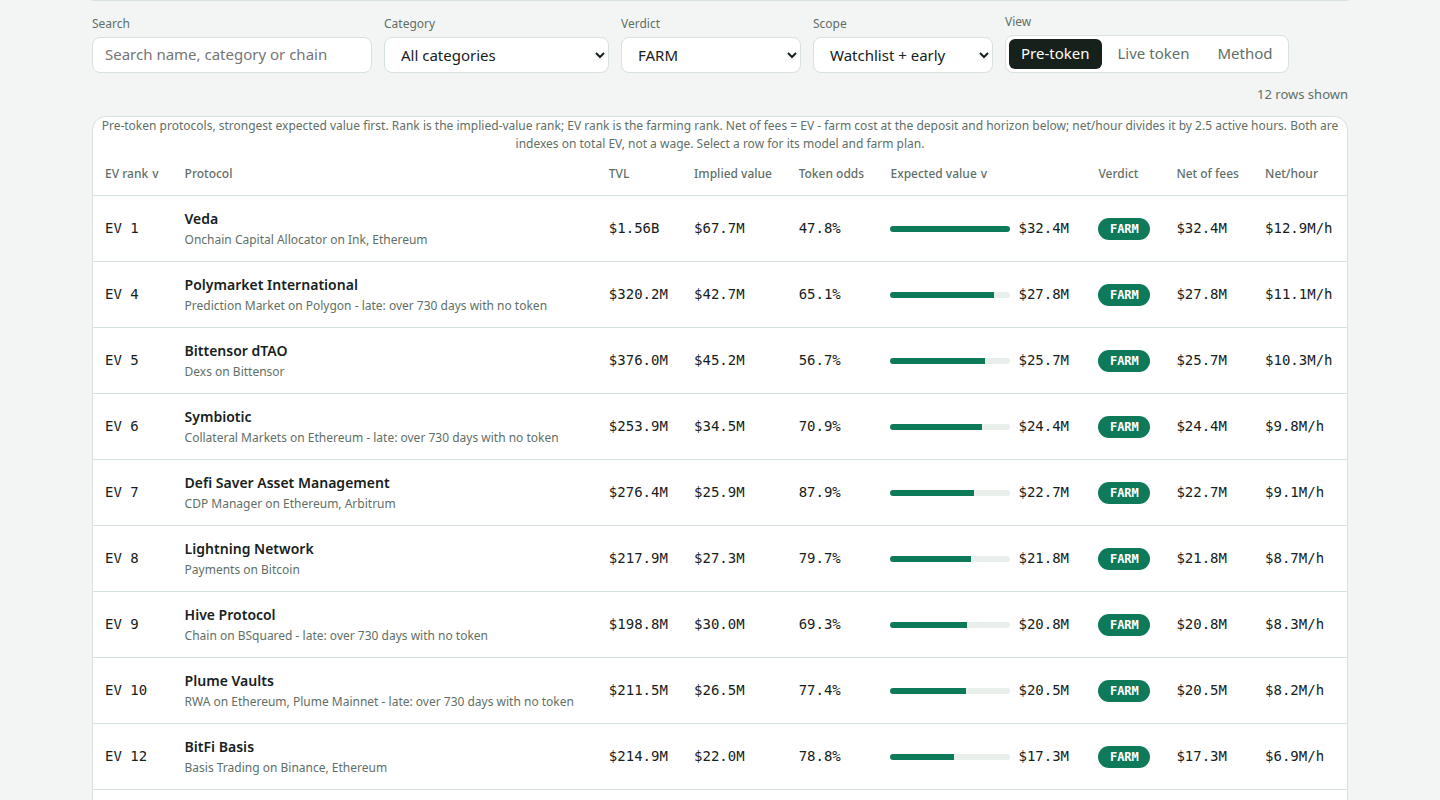 Search
Category
Verdict
Scope
View
Search name, category or chain
All categories
FARM
Watchlist + early
Pre-token
Live token
Method
12 rows shown
Pre-token protocols, strongest expected value first. Rank is the implied-value rank; EV rank is the farming rank. Net of fees = EV - farm cost at the deposit and horizon below; net/hour divides it by 2.5 active hours. Both are
indexes on total EV, not a wage. Select a row for its model and farm plan.
EV rank v Protocol TVL Implied value Token odds Expected value v Verdict Net of fees Net/hour
EV 1 Veda $1.56B $67.7M 47.8% $32.4M FARM $32.4M $12.9M/h
Onchain Capital Allocator on Ink, Ethereum
EV 4 Polymarket International $320.2M $42.7M 65.1% $27.8M FARM $27.8M $11.1M/h
Prediction Market on Polygon - late: over 730 days with no token
EV 5 Bittensor dTAO $376.0M $45.2M 56.7% $25.7M FARM $25.7M $10.3M/h
Dexs on Bittensor
EV 6 Symbiotic $253.9M $34.5M 70.9% $24.4M FARM $24.4M $9.8M/h
Collateral Markets on Ethereum - late: over 730 days with no token
EV 7 Defi Saver Asset Management $276.4M $25.9M 87.9% $22.7M FARM $22.7M $9.1M/h
CDP Manager on Ethereum, Arbitrum
EV 8 Lightning Network $217.9M $27.3M 79.7% $21.8M FARM $21.8M $8.7M/h
Payments on Bitcoin
EV 9 Hive Protocol $198.8M $30.0M 69.3% $20.8M FARM $20.8M $8.3M/h
Chain on BSquared - late: over 730 days with no token
EV 10 Plume Vaults $211.5M $26.5M 77.4% $20.5M FARM $20.5M $8.2M/h
RWA on Ethereum, Plume Mainnet - late: over 730 days with no token
EV 12 BitFi Basis $214.9M $22.0M 78.8% $17.3M FARM $17.3M $6.9M/h
Basis Trading on Binance, Ethereum